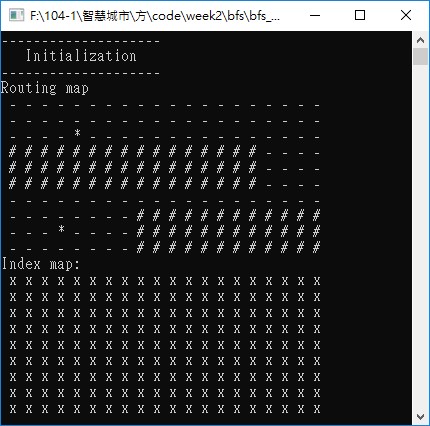 F:\104-1\智慧城市\方\code\week2\bfs\bfs_...
--------------------
   Initialization
--------------------
Routing map
 - - - - - - - - - - - - - - - - - - - -
 - - - - - - - - - - - - - - - - - - - -
 - - - - * - - - - - - - - - - - - - - -
 # # # # # # # # # # # # # # # # - - - -
 # # # # # # # # # # # # # # # # - - - -
 # # # # # # # # # # # # # # # # - - - -
 - - - - - - - - - - - - - - - - - - - -
 - - - - - - - - # # # # # # # # # # # #
 - - - * - - - - # # # # # # # # # # # #
 - - - - - - - - # # # # # # # # # # # #
Index map:
 x x x x x x x x x x x x x x x x x x x x
 x x x x x x x x x x x x x x x x x x x x
 x x x x x x x x x x x x x x x x x x x x
 x x x x x x x x x x x x x x x x x x x x
 x x x x x x x x x x x x x x x x x x x x
 x x x x x x x x x x x x x x x x x x x x
 x x x x x x x x x x x x x x x x x x x x
 x x x x x x x x x x x x x x x x x x x x
 x x x x x x x x x x x x x x x x x x x x